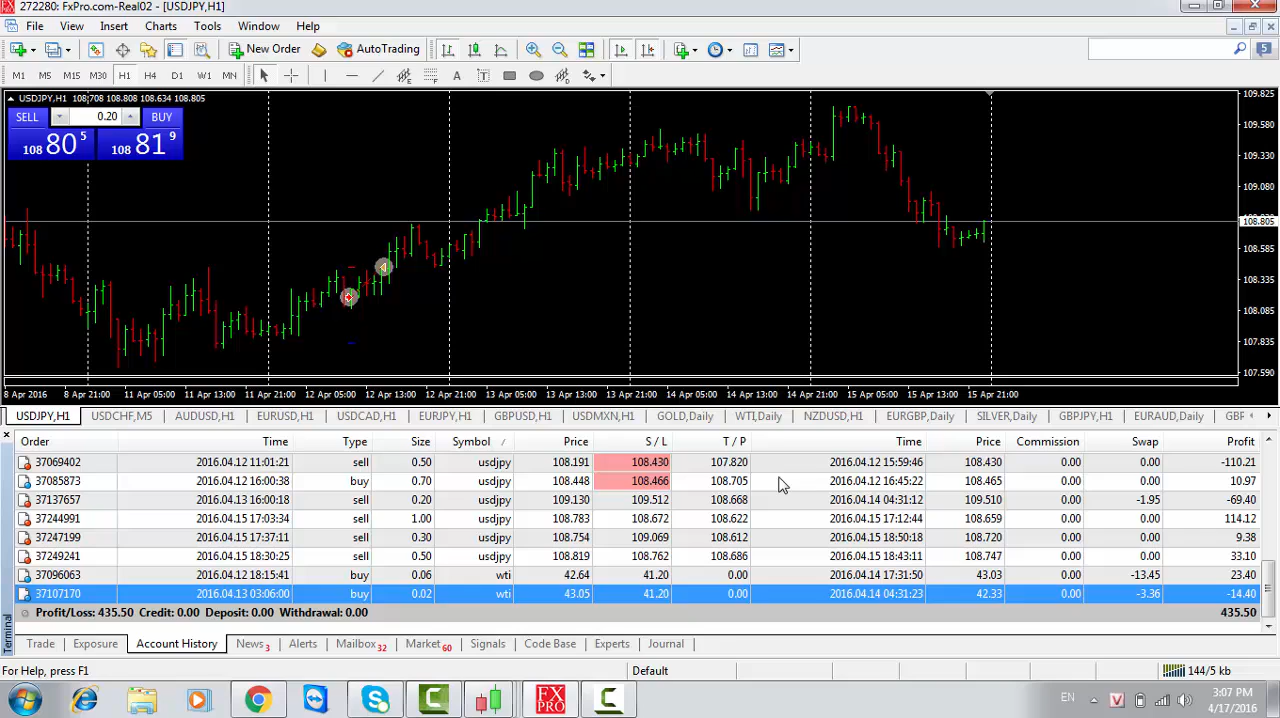 272280: FxPro.com-Real02 - [USDJPY,H1]
File View Insert Charts Tools Window Help
New Order AutoTrading 5
M1 M5 M15 M30 H1 H4 D1 W1 MN A T
USDJPY,H1 108.708 108.808 108.634 108.805
SELL 0.20 BUY
108 80 5 108 81 9
109.825
109.580
109.330
109.080
108.805
108.585
108.335
108.085
107.835
107.590
8 Apr 2016 8 Apr 21:00 11 Apr 13:00 12 Apr 05:00 12 Apr 13:00 12 Apr 21:00 13 Apr 05:00 13 Apr 13:00 13 Apr 21:00 14 Apr 05:00 14 Apr 13:00 15 Apr 05:00 15 Apr 13:00 15 Apr 21:00
USDJPY,H1 USDCHF,M5 AUDUSD,H1 EURUSD,H1 USDCAD,H1 EURJPY,H1 GBPUSD,H1 USDMXN,H1 GOLD,Daily WTI,Daily NZDUSD,H1 EURGBP,Daily SILVER,Daily GBPJPY,H1 EURAUD,Daily GBF
Order Time Type Size Symbol / Price S / L T / P Time Price Commission Swap Profit
37069402 2016.04.12 11:01:21 sell 0.50 usdjpy 108.191 108.430 107.820 2016.04.12 15:59:46 108.430 0.00 0.00 -110.21
37085873 2016.04.12 16:00:38 buy 0.70 usdjpy 108.448 108.466 108.705 2016.04.12 16:45:22 108.465 0.00 0.00 10.97
37137657 2016.04.13 16:00:18 sell 0.20 usdjpy 109.130 109.512 108.668 2016.04.14 04:31:12 109.510 0.00 -1.95 -69.40
37244991 2016.04.15 17:03:34 sell 1.00 usdjpy 108.783 108.672 108.622 2016.04.15 17:12:44 108.659 0.00 0.00 114.12
37247199 2016.04.15 17:37:11 sell 0.30 usdjpy 108.754 109.069 108.612 2016.04.15 18:50:18 108.720 0.00 0.00 9.38
37249241 2016.04.15 18:30:25 sell 0.50 usdjpy 108.819 108.762 108.686 2016.04.15 18:43:11 108.747 0.00 0.00 33.10
37096063 2016.04.12 18:15:41 buy 0.06 wti 42.64 41.20 0.00 2016.04.14 17:31:50 43.03 0.00 -13.45 23.40
37107170 2016.04.13 03:06:00 buy 0.02 wti 43.05 41.20 0.00 2016.04.14 04:31:23 42.33 0.00 -3.36 -14.40
Profit/Loss: 435.50 Credit: 0.00 Deposit: 0.00 Withdrawal: 0.00 435.50
Terminal
Trade Exposure Account History News 3 Alerts Mailbox 32 Market 60 Signals Code Base Experts Journal
For Help, press F1 Default 144/5 kb
FX PRO EN V 3:07 PM
4/17/2016